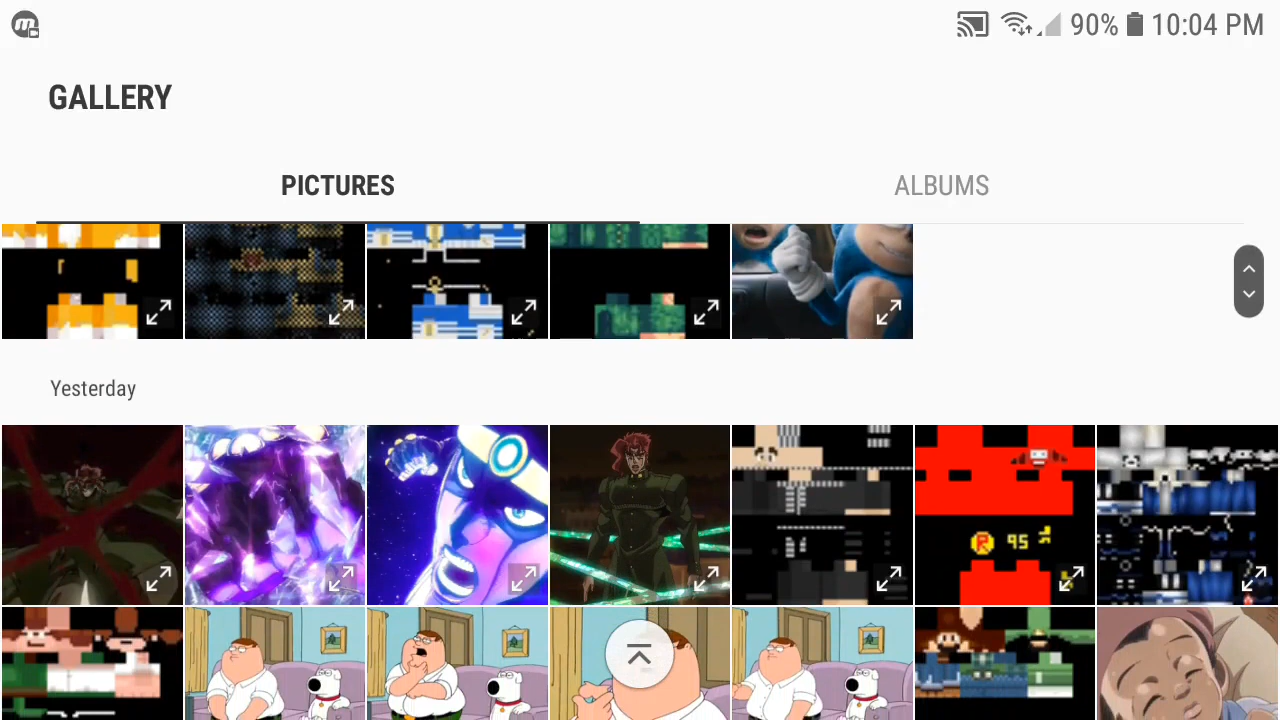 90% 10:04 PM
GALLERY
PICTURES ALBUMS
Yesterday
R 95